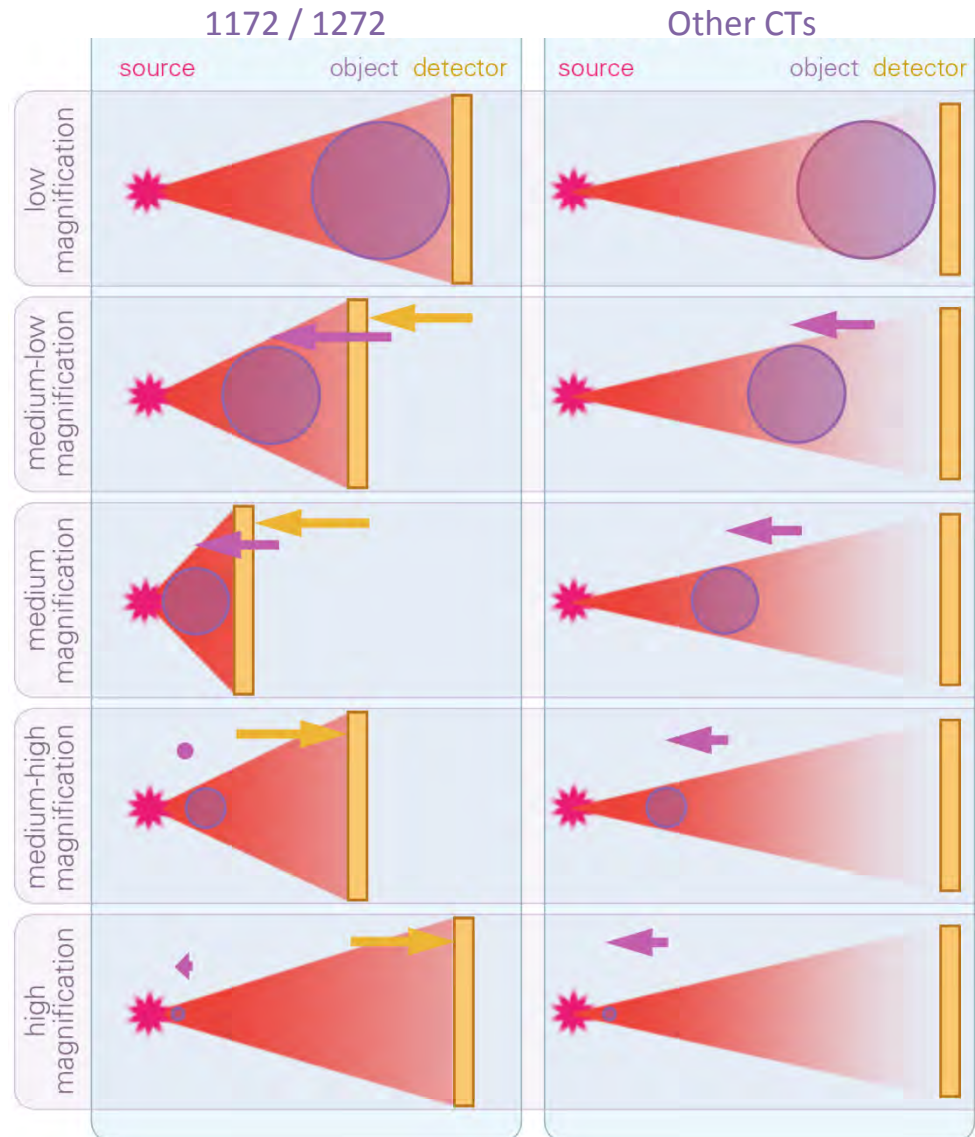 1172 / 1272
Other CTs
source object detector
source object detector
low
magnification
medium-low
magnification
medium
magnification
medium-high
magnification
high
magnification